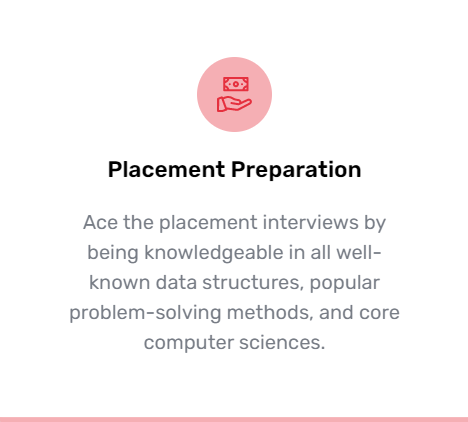 Placement Preparation
Ace the placement interviews by
being knowledgeable in all well-
known data structures, popular
problem-solving methods, and core
computer sciences.